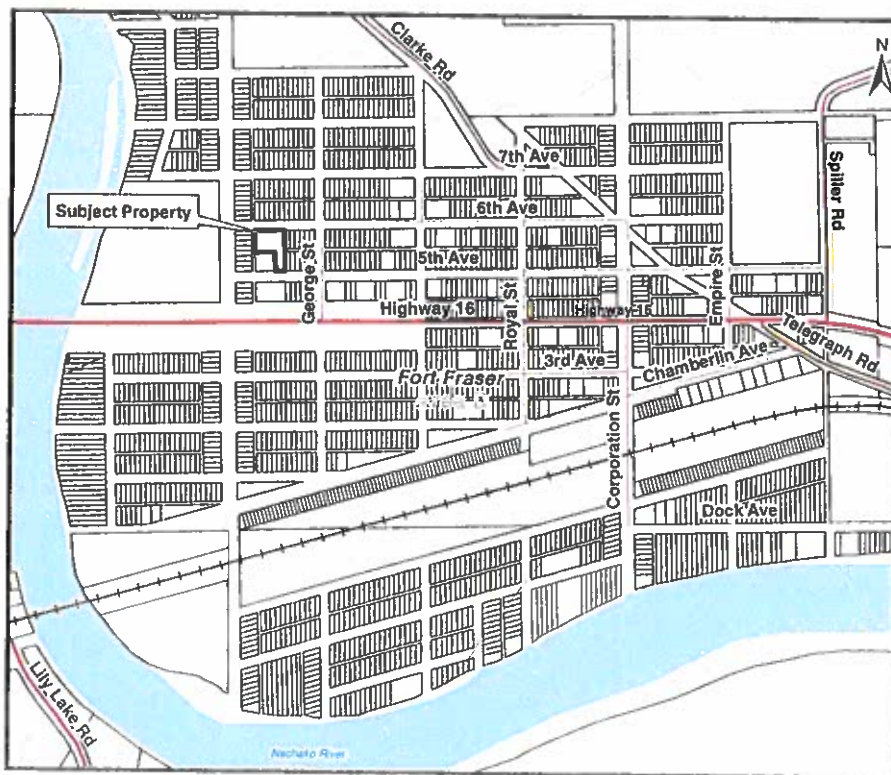 Clarke Rd
N
7th Ave
Spiller Rd
6th Ave
Subject Property
George St
5th Ave
Empire St
Highway 16
Royal St
Highway 16
Telegraph Rd
3rd Ave
Chamberlin Ave
Fort Fraser
Corporation St
Dock Ave
Lily Lake Rd
Nechako River